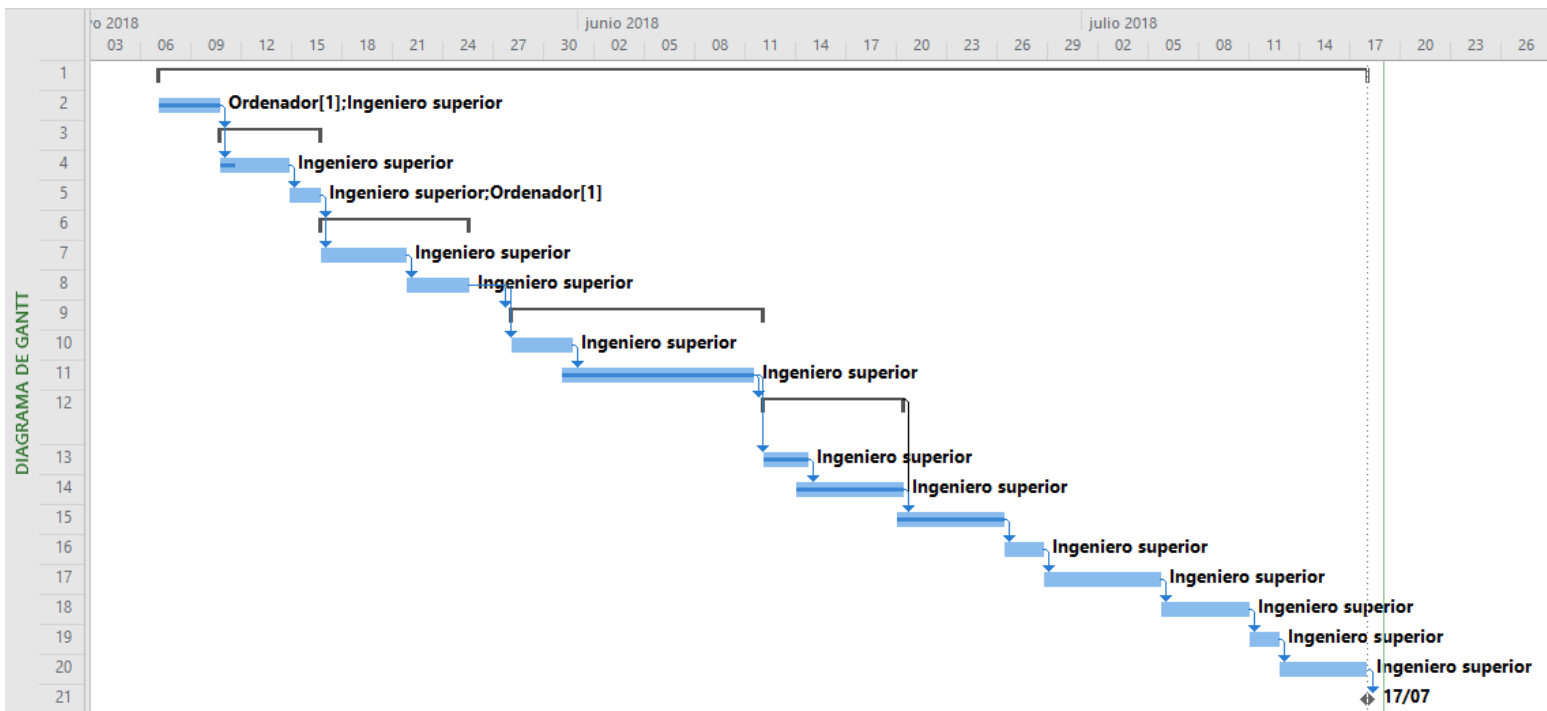 ɣo 2018 junio 2018 julio 2018
03 06 09 12 15 18 21 24 27 30 02 05 08 11 14 17 20 23 26 29 02 05 08 11 14 17 20 23 26
DIAGRAMA DE GANTT
1
2 Ordenador[1];Ingeniero superior
3
4 Ingeniero superior
5 Ingeniero superior;Ordenador[1]
6
7 Ingeniero superior
8 Ingeniero superior
9
10 Ingeniero superior
11 Ingeniero superior
12
13 Ingeniero superior
14 Ingeniero superior
15
16 Ingeniero superior
17 Ingeniero superior
18 Ingeniero superior
19 Ingeniero superior
20 Ingeniero superior
21 17/07